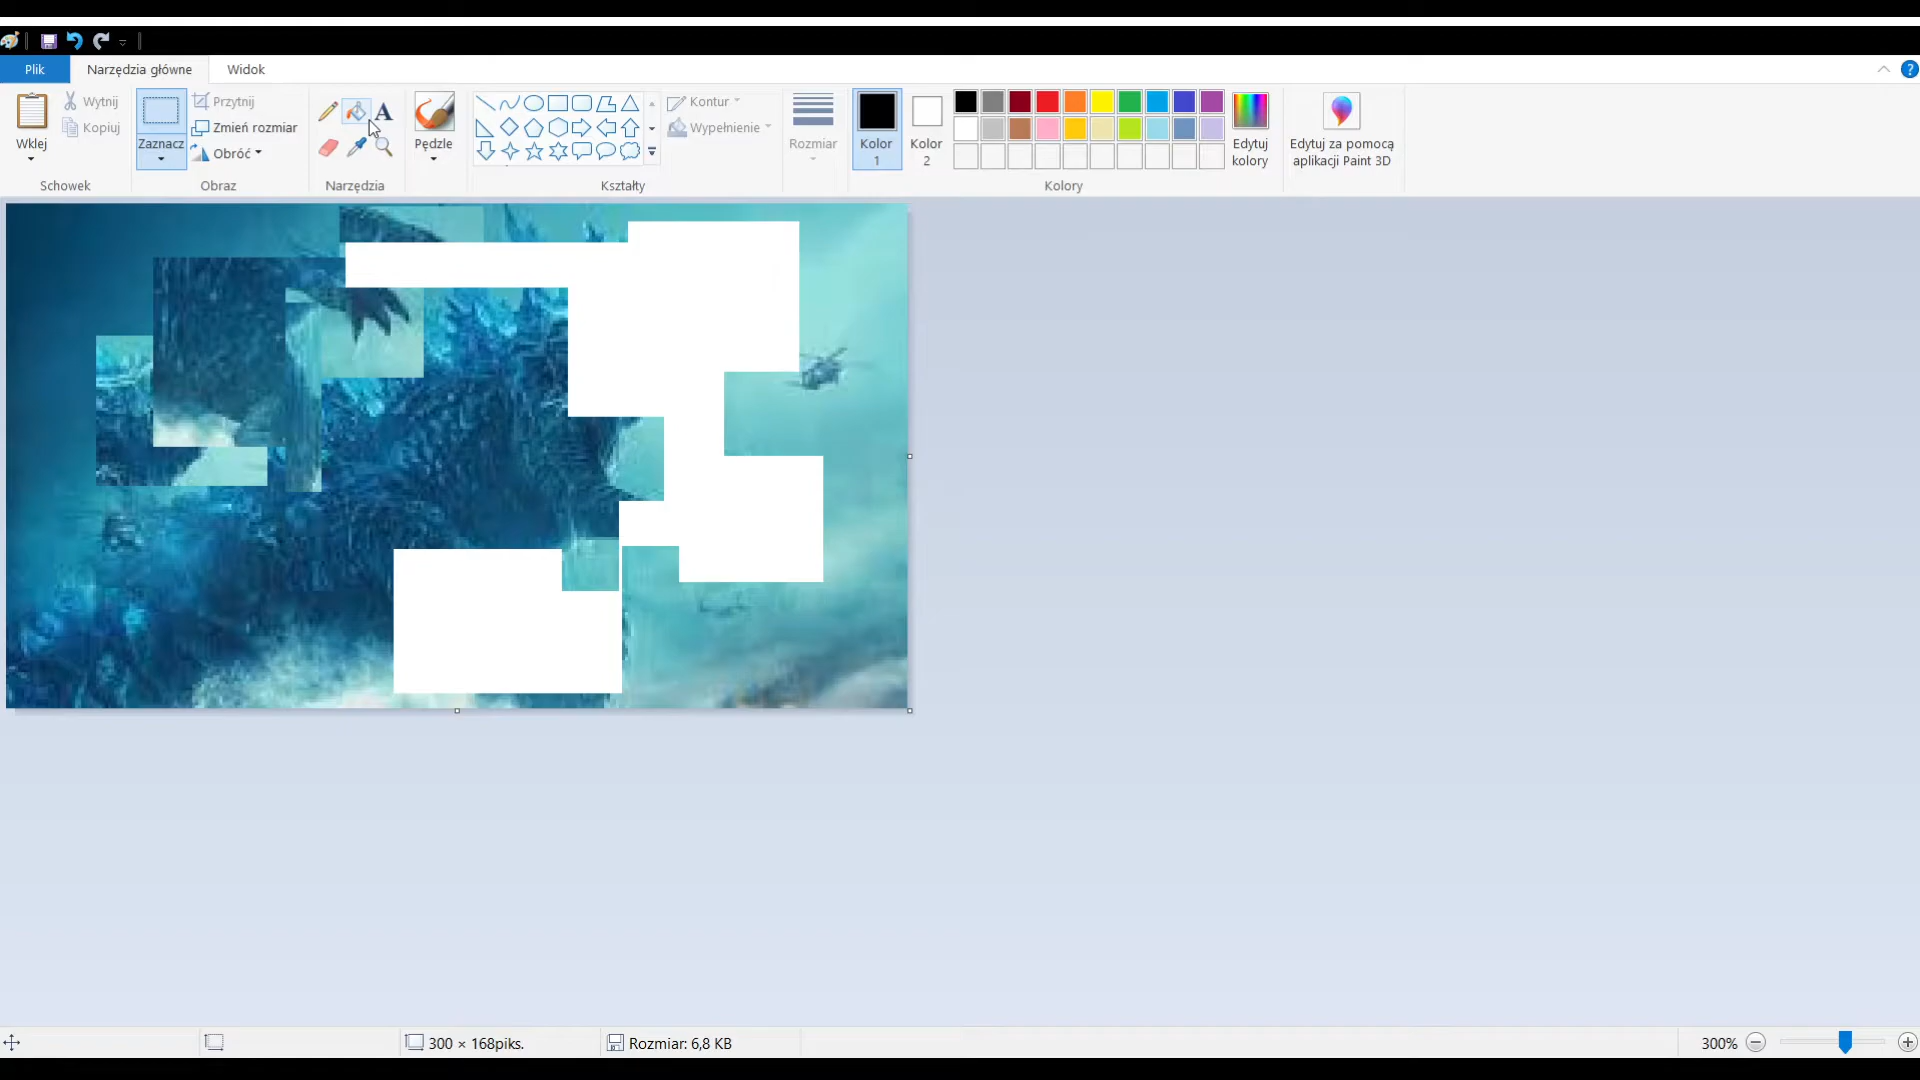 Plik Narzędzia główne Widok
Wklej
Wytnij
Kopiuj
Schowek
Zaznacz
Przytnij
Zmień rozmiar
Obróć
Obraz
A
Narzędzia
Pędzle
Kształty
Kontur
Wypełnienie
Rozmiar
Kolor
1
Kolor
2
Kolory
Edytuj
kolory
Edytuj za pomocą
aplikacji Paint 3D
?
300 × 168piks.
Rozmiar: 6,8 KB
300%